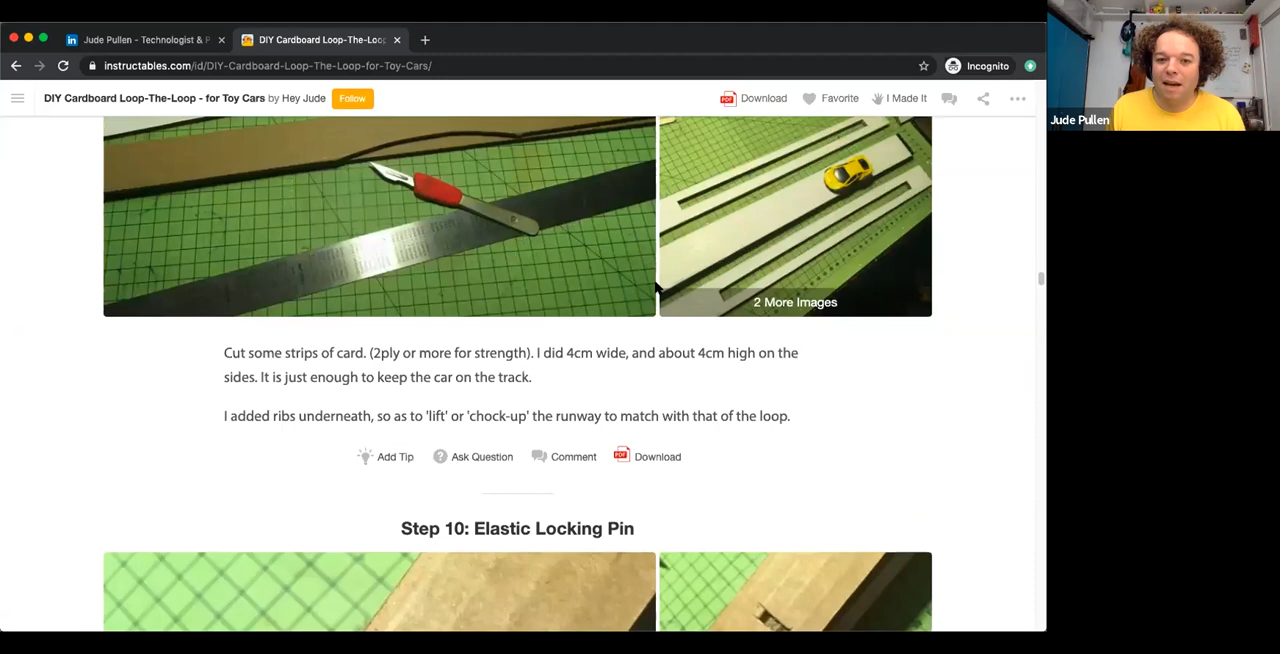 Jude Pullen - Technologist & P
DIY Cardboard Loop-The-Loo
instructables.com/id/DIY-Cardboard-Loop-The-Loop-for-Toy-Cars/
Incognito
DIY Cardboard Loop-The-Loop - for Toy Cars by Hey Jude
Follow
Download
Favorite
I Made It
Jude Pullen
2 More Images
Cut some strips of card. (2ply or more for strength). I did 4cm wide, and about 4cm high on the
sides. It is just enough to keep the car on the track.
I added ribs underneath, so as to 'lift' or 'chock-up' the runway to match with that of the loop.
Add Tip
Ask Question
Comment
PDF
Download
Step 10: Elastic Locking Pin